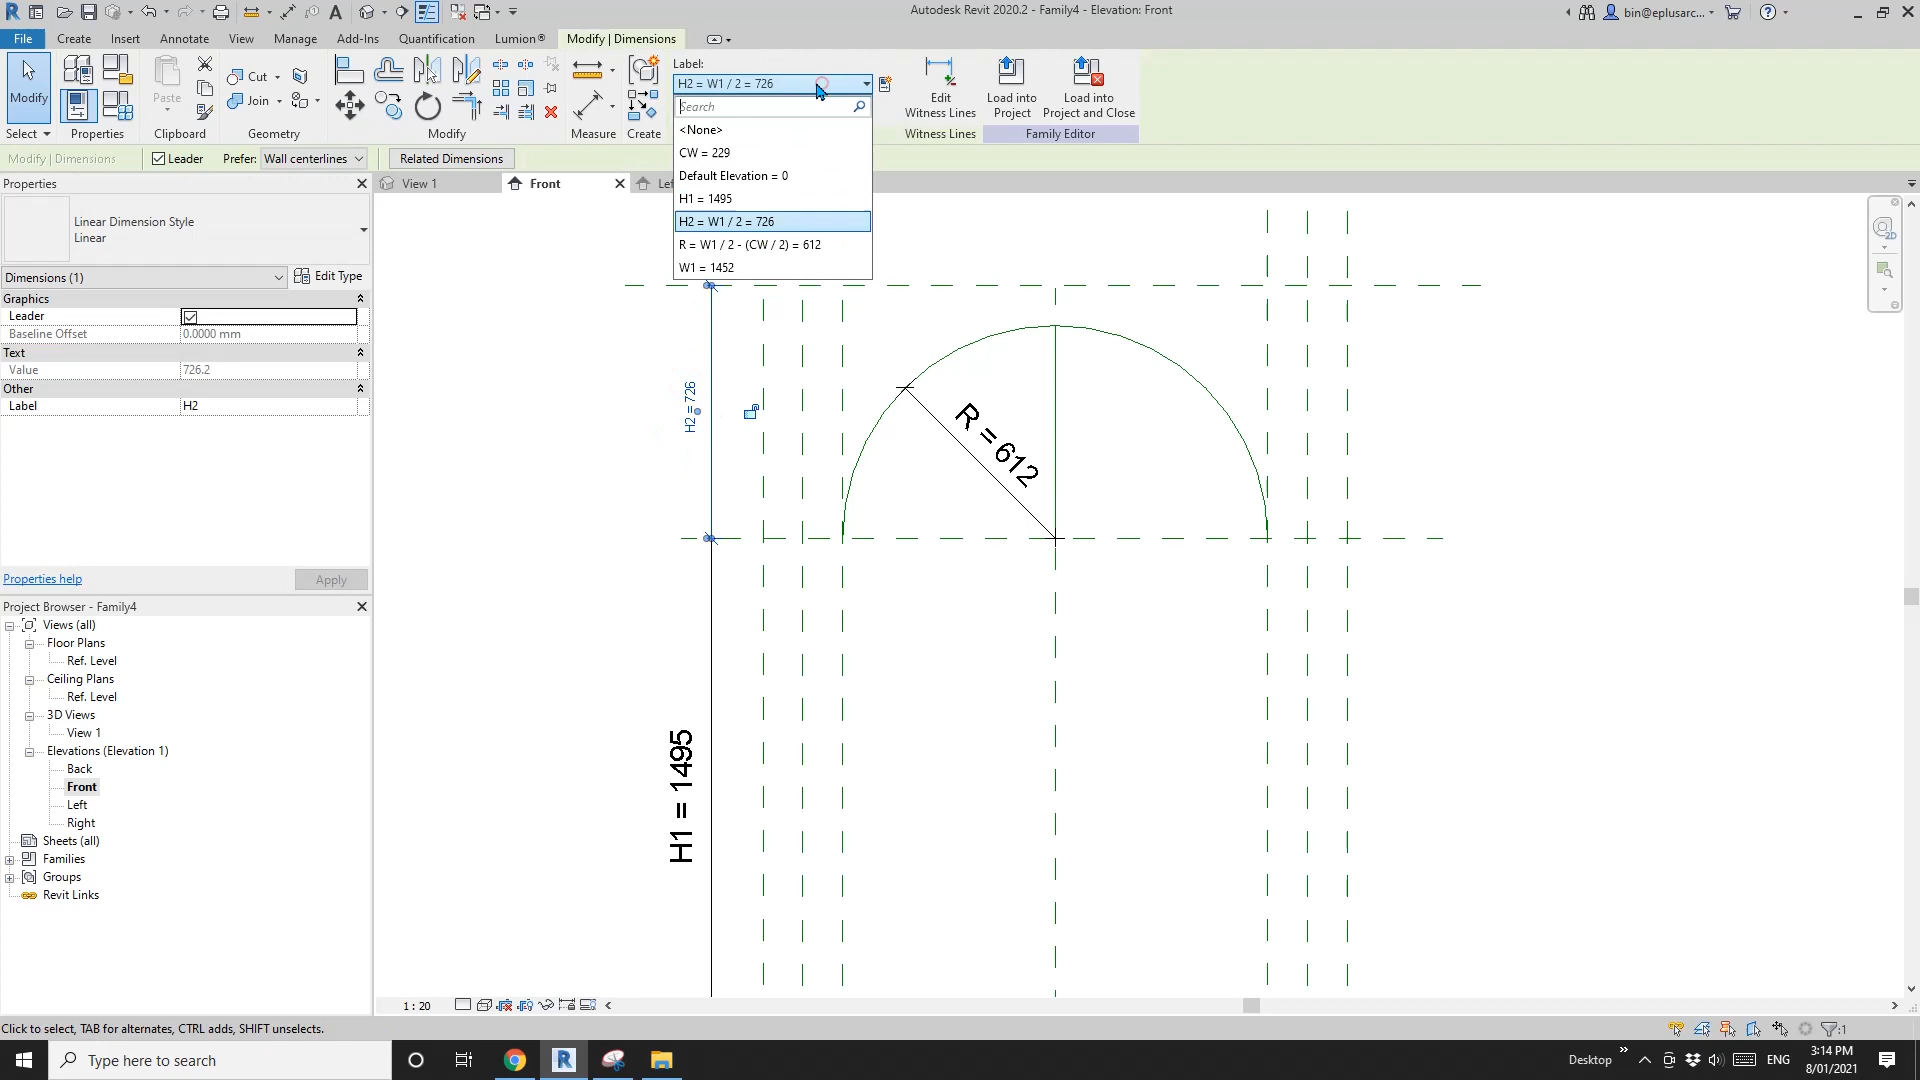 Autodesk Revit 2020.2 - Family4 - Elevation: Front
bin@eplusarc...
File
Create
Insert
Annotate
View
Manage
Add-Ins
Quantification
Lumion®
Modify | Dimensions
Modify
Select
Properties
Paste
Clipboard
Cut
Join
Geometry
Modify
Measure
Create
Label:
H2 = W1 / 2 = 726
Search
<None>
CW = 229
Default Elevation = 0
H1 = 1495
H2 = W1 / 2 = 726
R = W1 / 2 - (CW / 2) = 612
W1 = 1452
Edit
Witness Lines
Witness Lines
Load into
Project
Load into
Project and Close
Family Editor
Modify | Dimensions
Leader
Prefer:
Wall centerlines
Related Dimensions
Properties
Linear Dimension Style
Linear
Dimensions (1)
Edit Type
Graphics
Leader
Baseline Offset
0.0000 mm
Text
Value
726.2
Other
Label
H2
Properties help
Apply
Project Browser - Family4
Views (all)
Floor Plans
Ref. Level
Ceiling Plans
Ref. Level
3D Views
View 1
Elevations (Elevation 1)
Back
Front
Left
Right
Sheets (all)
Families
Groups
Revit Links
View 1
Front
H2 = 726
R = 612
H1 = 1495
1 : 20
Click to select, TAB for alternates, CTRL adds, SHIFT unselects.
:1
Type here to search
Desktop
ENG
3:14 PM
8/01/2021